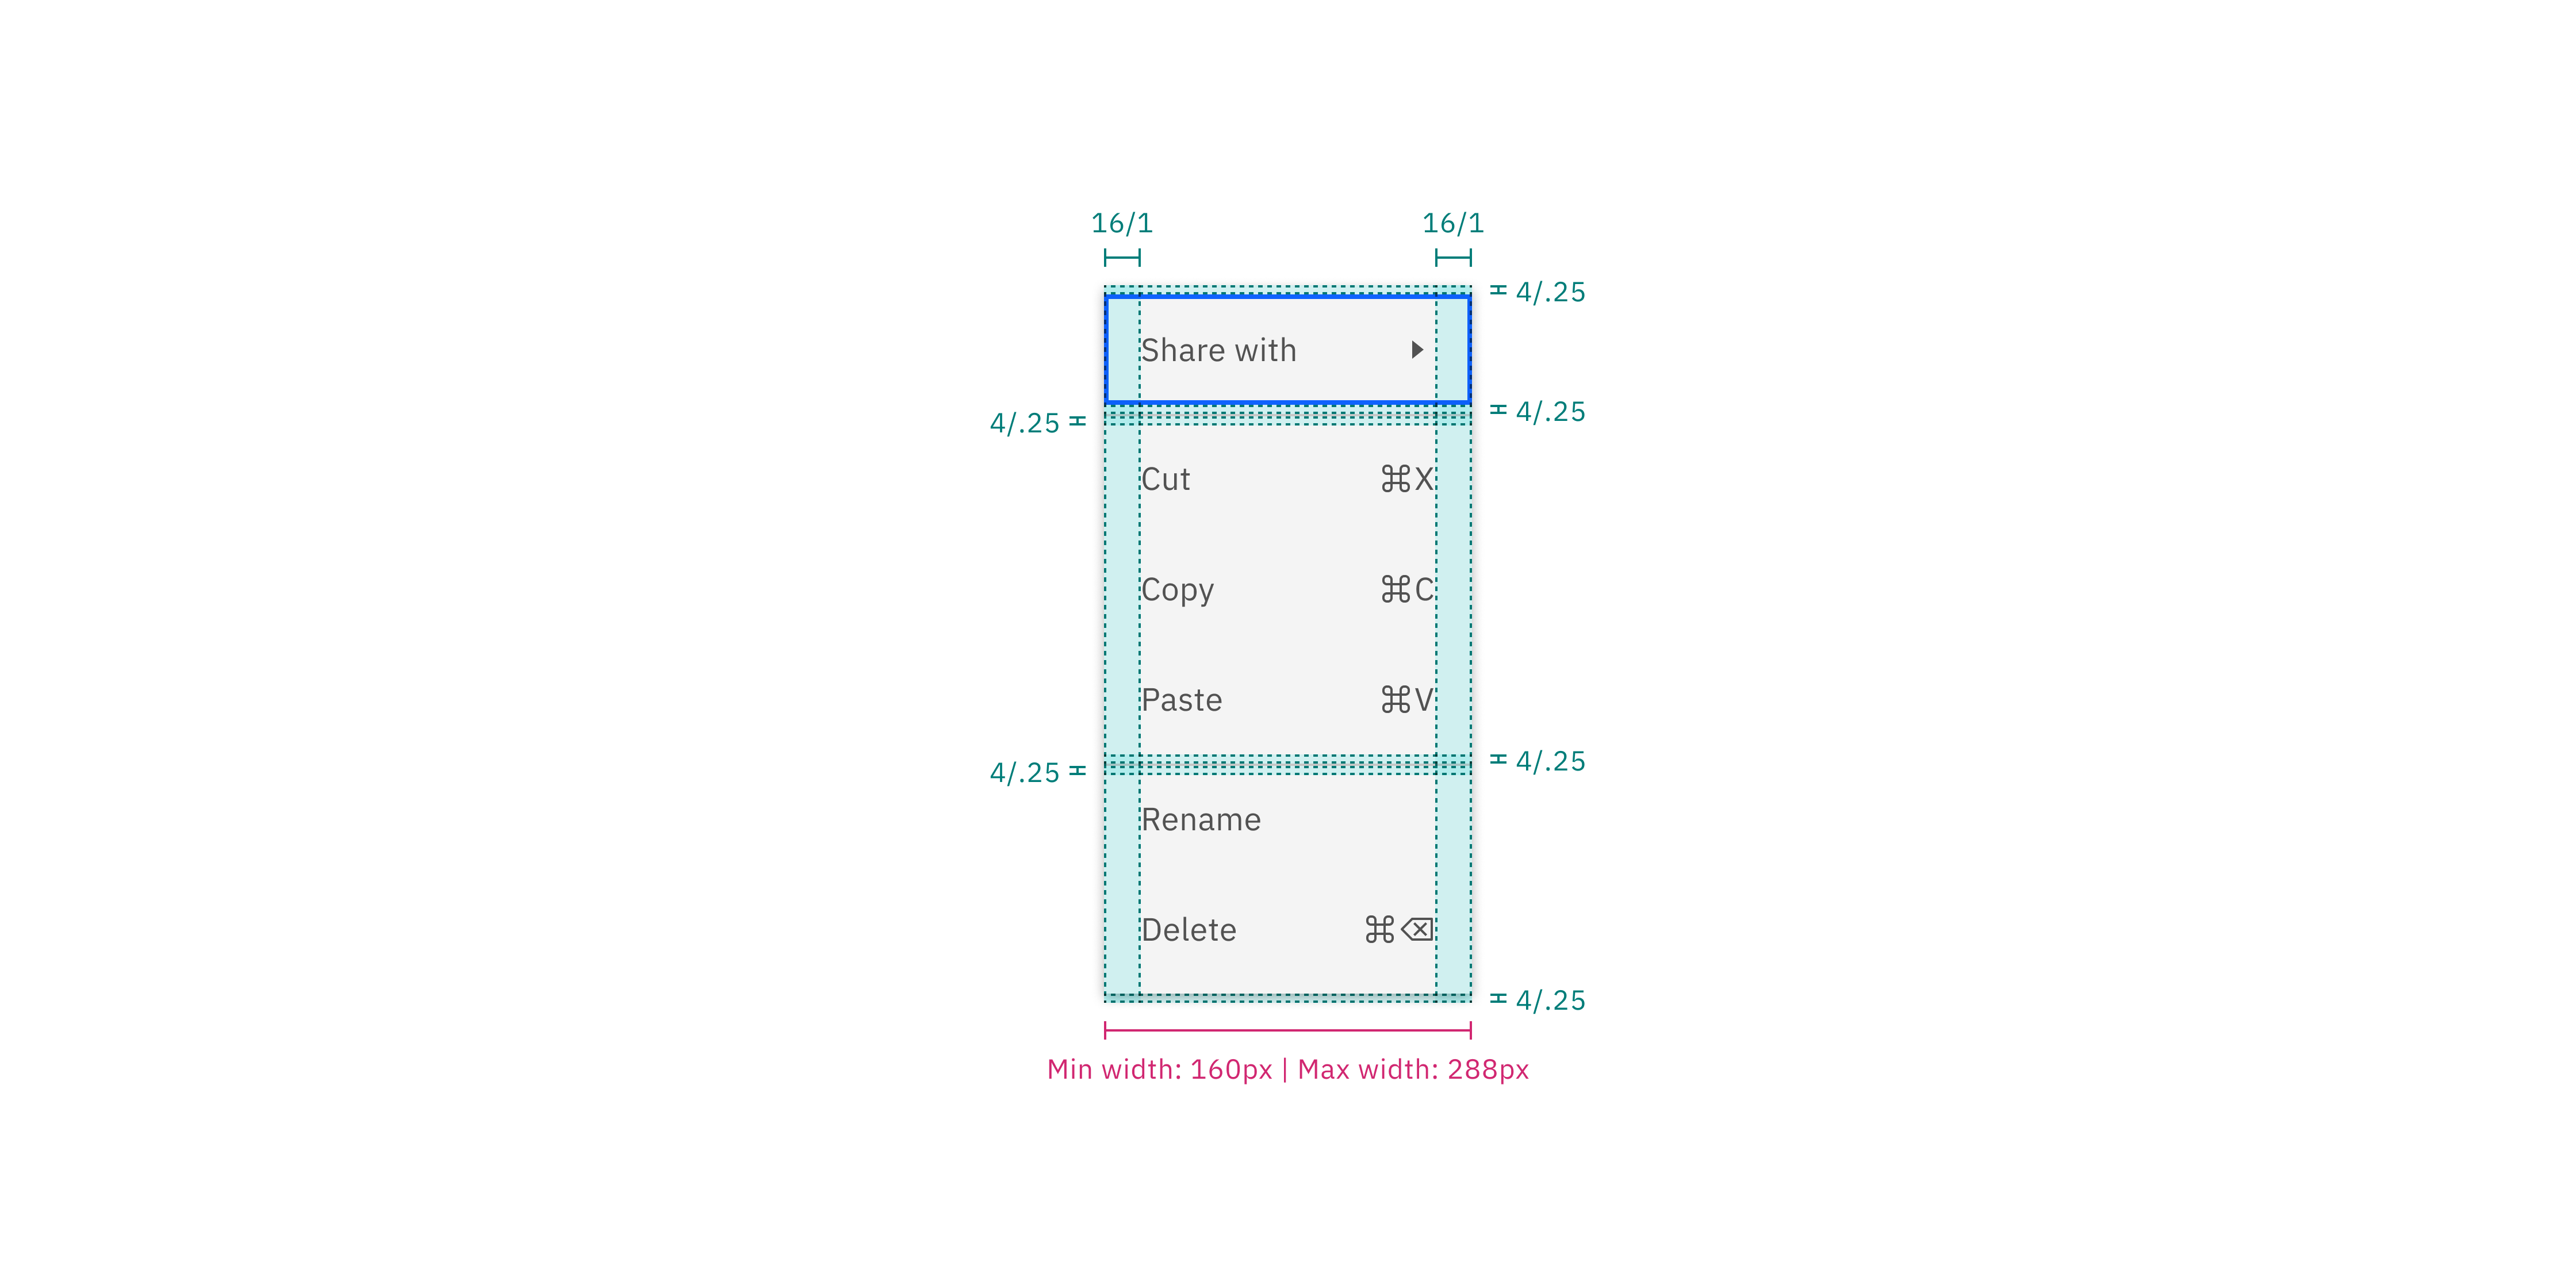 16/1 16/1
4/.25
Share with
4/.25
4/.25
Cut ⌘X
Copy ⌘C
Paste ⌘V
4/.25
4/.25
Rename
Delete ⌘⌫
4/.25
Min width: 160px | Max width: 288px